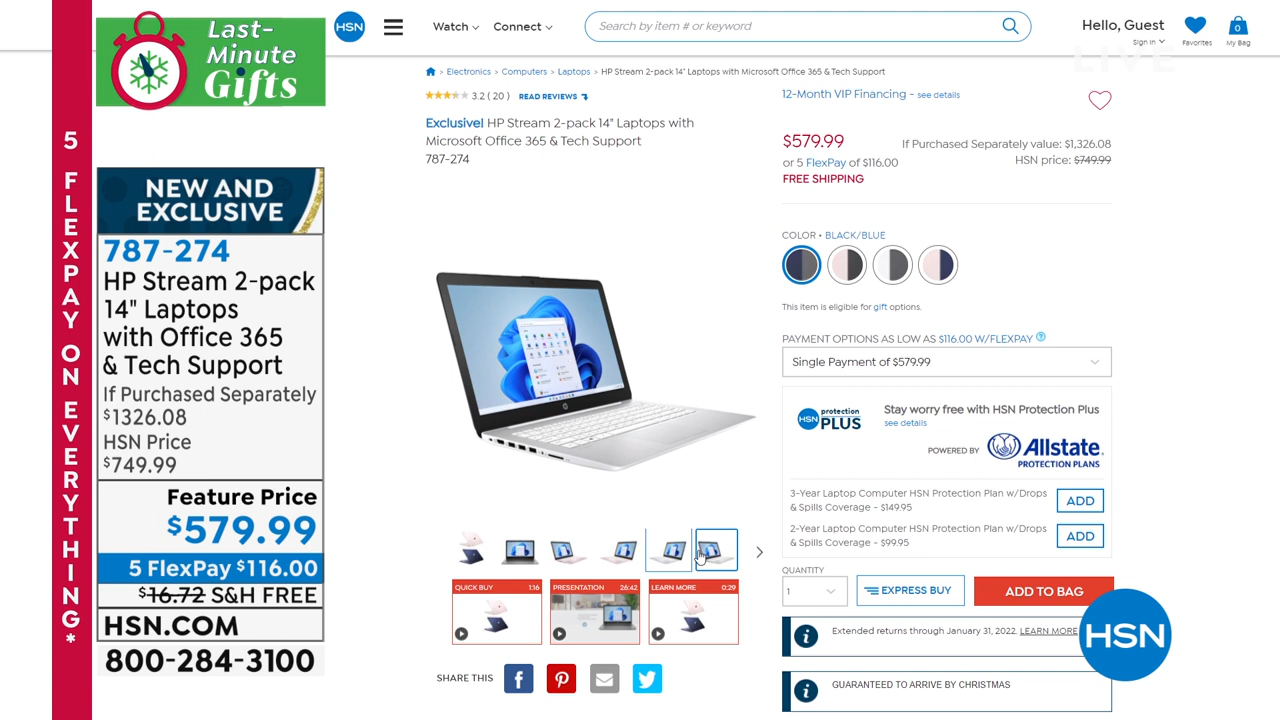 5 FLEXPAY ON EVERYTHING*
Last-
Minute
Gifts
NEW AND
EXCLUSIVE
787-274
HP Stream 2-pack
14" Laptops
with Office 365
& Tech Support
If Purchased Separately
$1326.08
HSN Price
$749.99
Feature Price
$579.99
5 FlexPay $116.00
$16.72 S&H FREE
HSN.COM
800-284-3100
HSN
Watch
Connect
Search by item # or keyword
Hello, Guest
Sign In
Favorites
0
My Bag
LIVE
Electronics > Computers > Laptops > HP Stream 2-pack 14" Laptops with Microsoft Office 365 & Tech Support
3.2 ( 20 ) READ REVIEWS
Exclusive! HP Stream 2-pack 14" Laptops with
Microsoft Office 365 & Tech Support
787-274
12-Month VIP Financing - see details
$579.99
If Purchased Separately value: $1,326.08
or 5 FlexPay of $116.00
HSN price: $749.99
FREE SHIPPING
COLOR • BLACK/BLUE
This item is eligible for gift options.
PAYMENT OPTIONS AS LOW AS $116.00 W/FLEXPAY ?
Single Payment of $579.99
HSN protection PLUS
Stay worry free with HSN Protection Plus
see details
POWERED BY Allstate.
PROTECTION PLANS
3-Year Laptop Computer HSN Protection Plan w/Drops
& Spills Coverage - $149.95
ADD
2-Year Laptop Computer HSN Protection Plan w/Drops
& Spills Coverage - $99.95
ADD
QUANTITY
1
EXPRESS BUY
ADD TO BAG
Extended returns through January 31, 2022. LEARN MORE
GUARANTEED TO ARRIVE BY CHRISTMAS
HSN
QUICK BUY 1:16
PRESENTATION 26:42
LEARN MORE 0:29
SHARE THIS